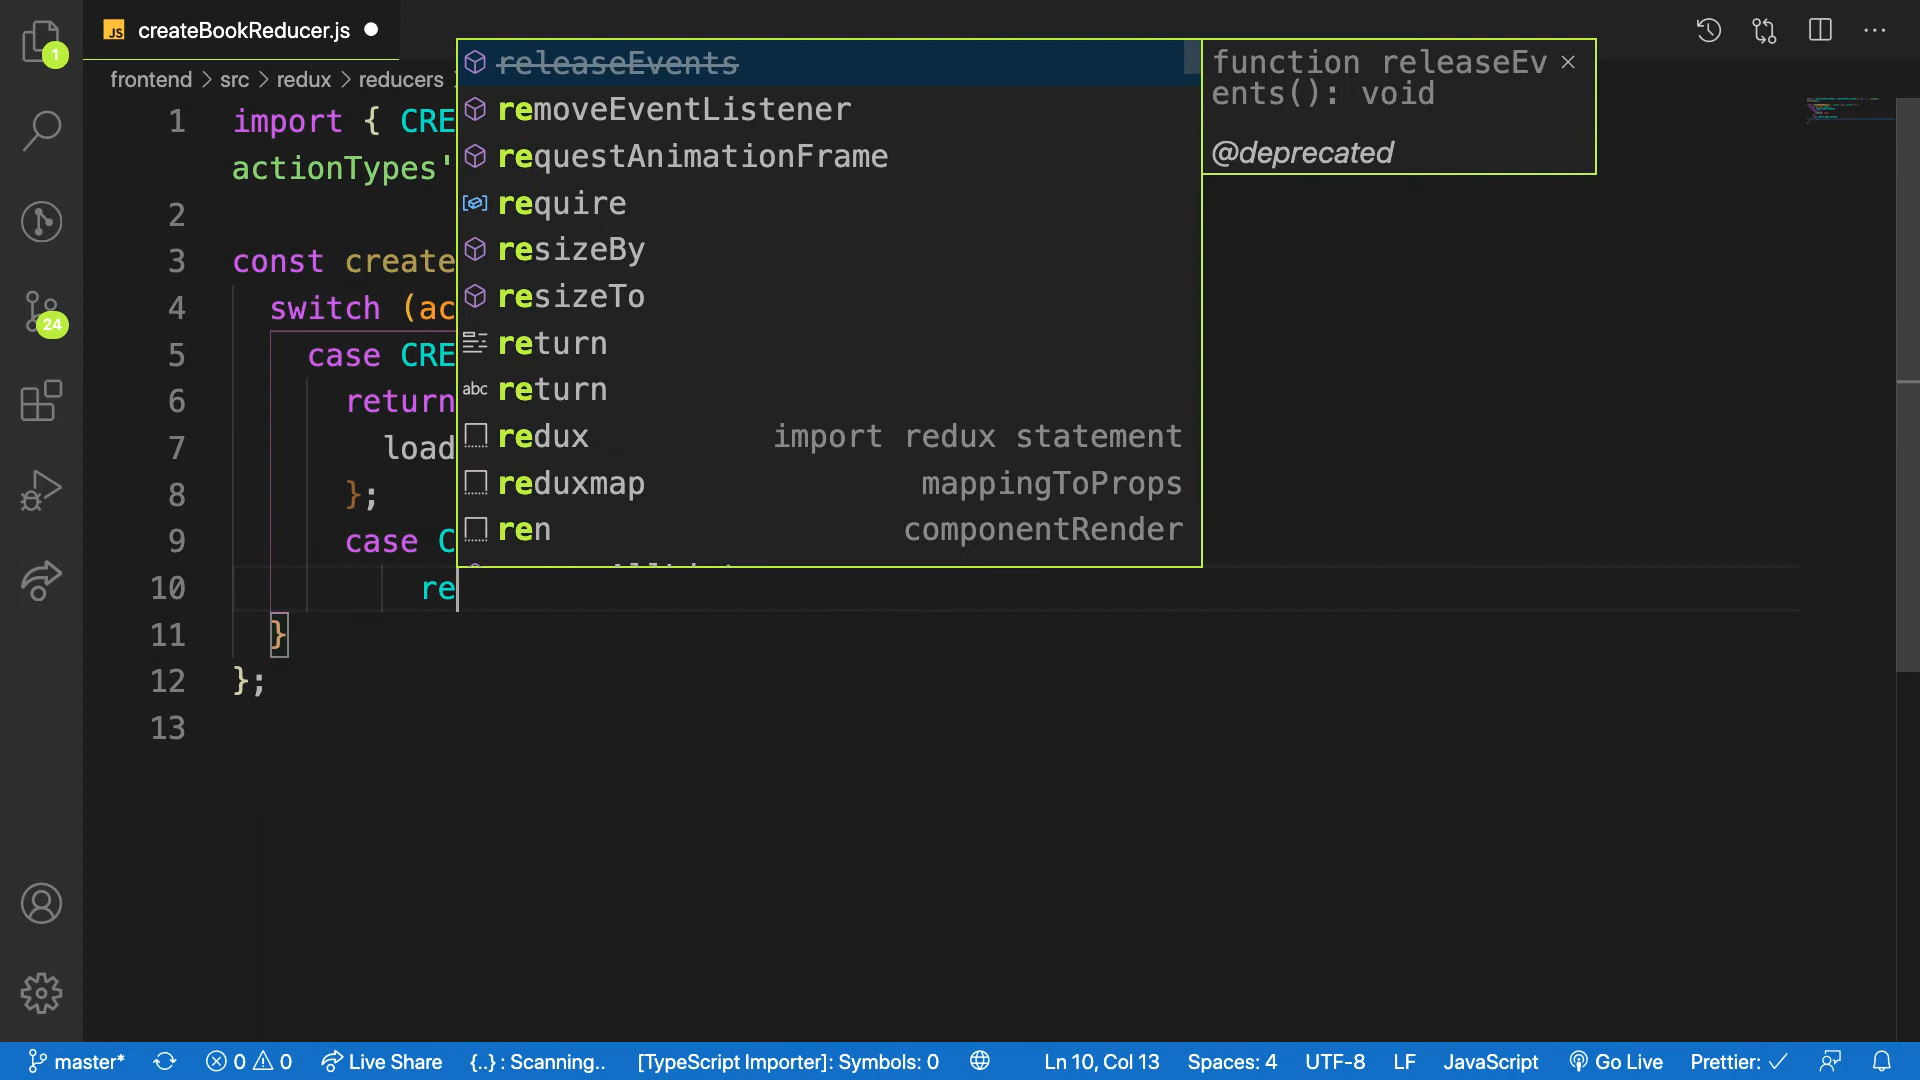 1
JS createBookReducer.js
frontend > src > redux > reducers
1 import { CRE
actionTypes'
2
3 const create
4 switch (ac
5 case CRE
6 return
7 load
8 };
9 case C
10 re
11 }
12 };
13
24
releaseEvents
removeEventListener
requestAnimationFrame
require
resizeBy
resizeTo
return
abc return
redux import redux statement
reduxmap mappingToProps
ren componentRender
function releaseEv ×
ents(): void
@deprecated
master* 0 0 Live Share {..} : Scanning.. [TypeScript Importer]: Symbols: 0 Ln 10, Col 13 Spaces: 4 UTF-8 LF JavaScript Go Live Prettier: ✓